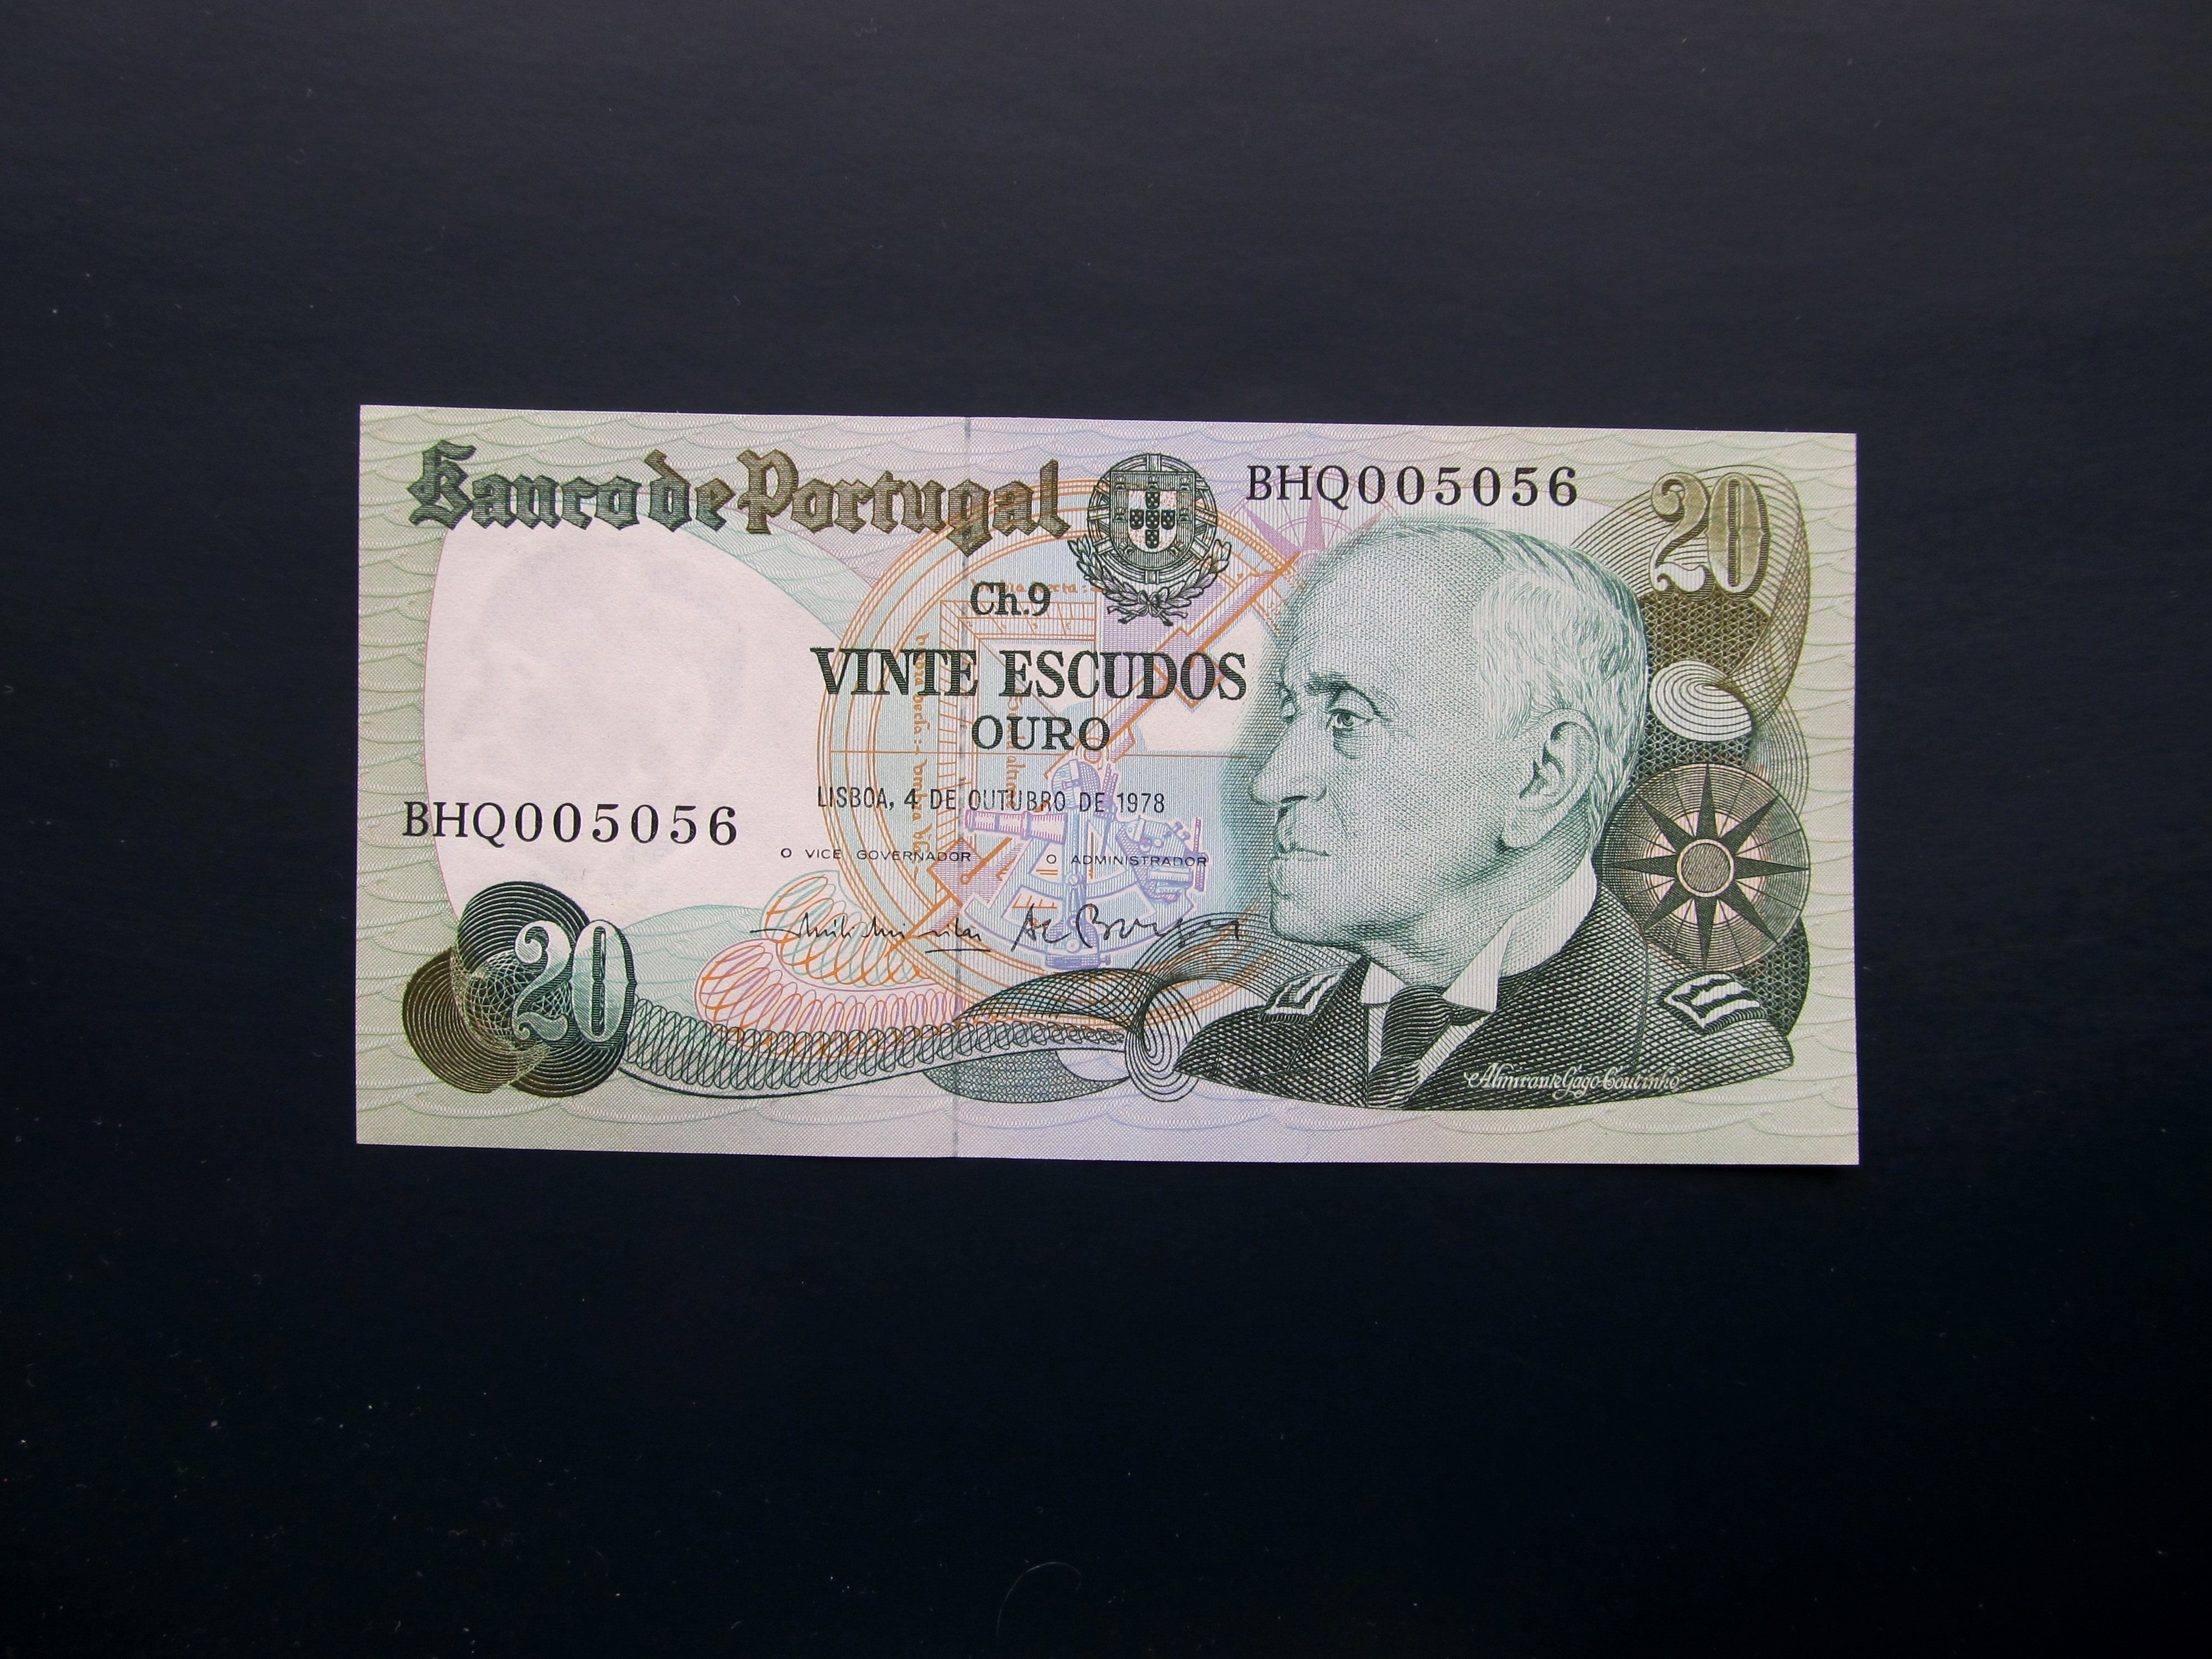 Banco de Portugal
BHQ005056
20
Ch.9
VINTE ESCUDOS
OURO
LISBOA, 4 DE OUTUBRO DE 1978
BHQ005056
O VICE GOVERNADOR
O ADMINISTRADOR
20
Almirante Gago Coutinho